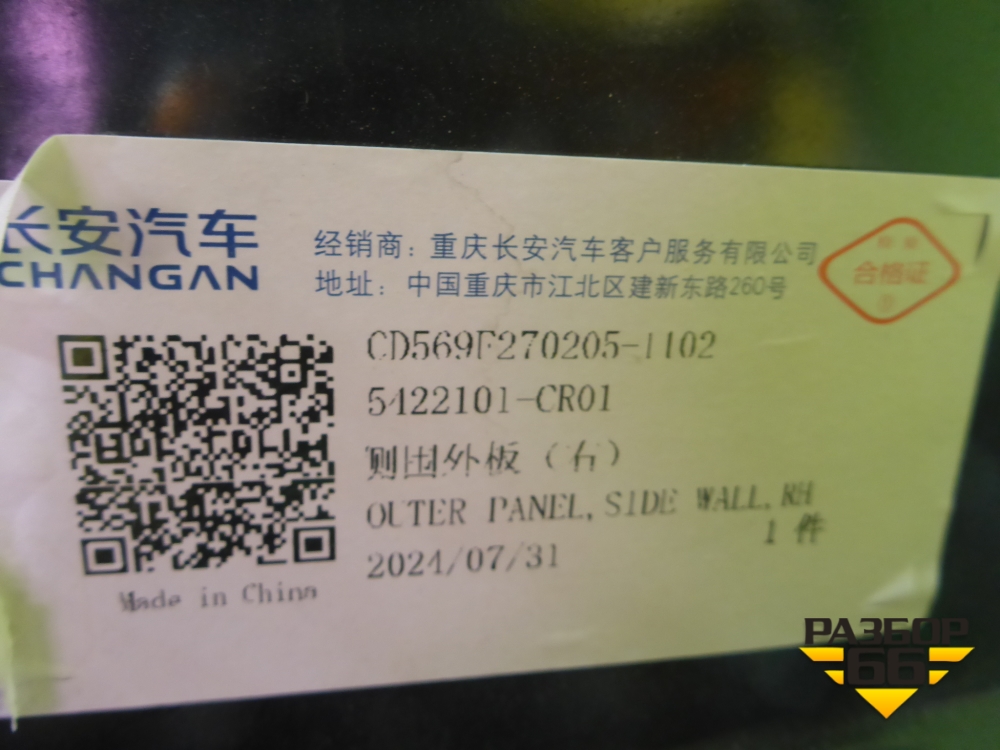 长安汽车
CHANGAN
经销商：重庆长安汽车客户服务有限公司
地址：中国重庆市江北区建新东路260号
合格证
CD569F270205-1102
5422101-CR01
侧围外板（右）
OUTER PANEL,SIDE WALL,RH
1 件
2024/07/31
Made in China
РАЗБОР
66